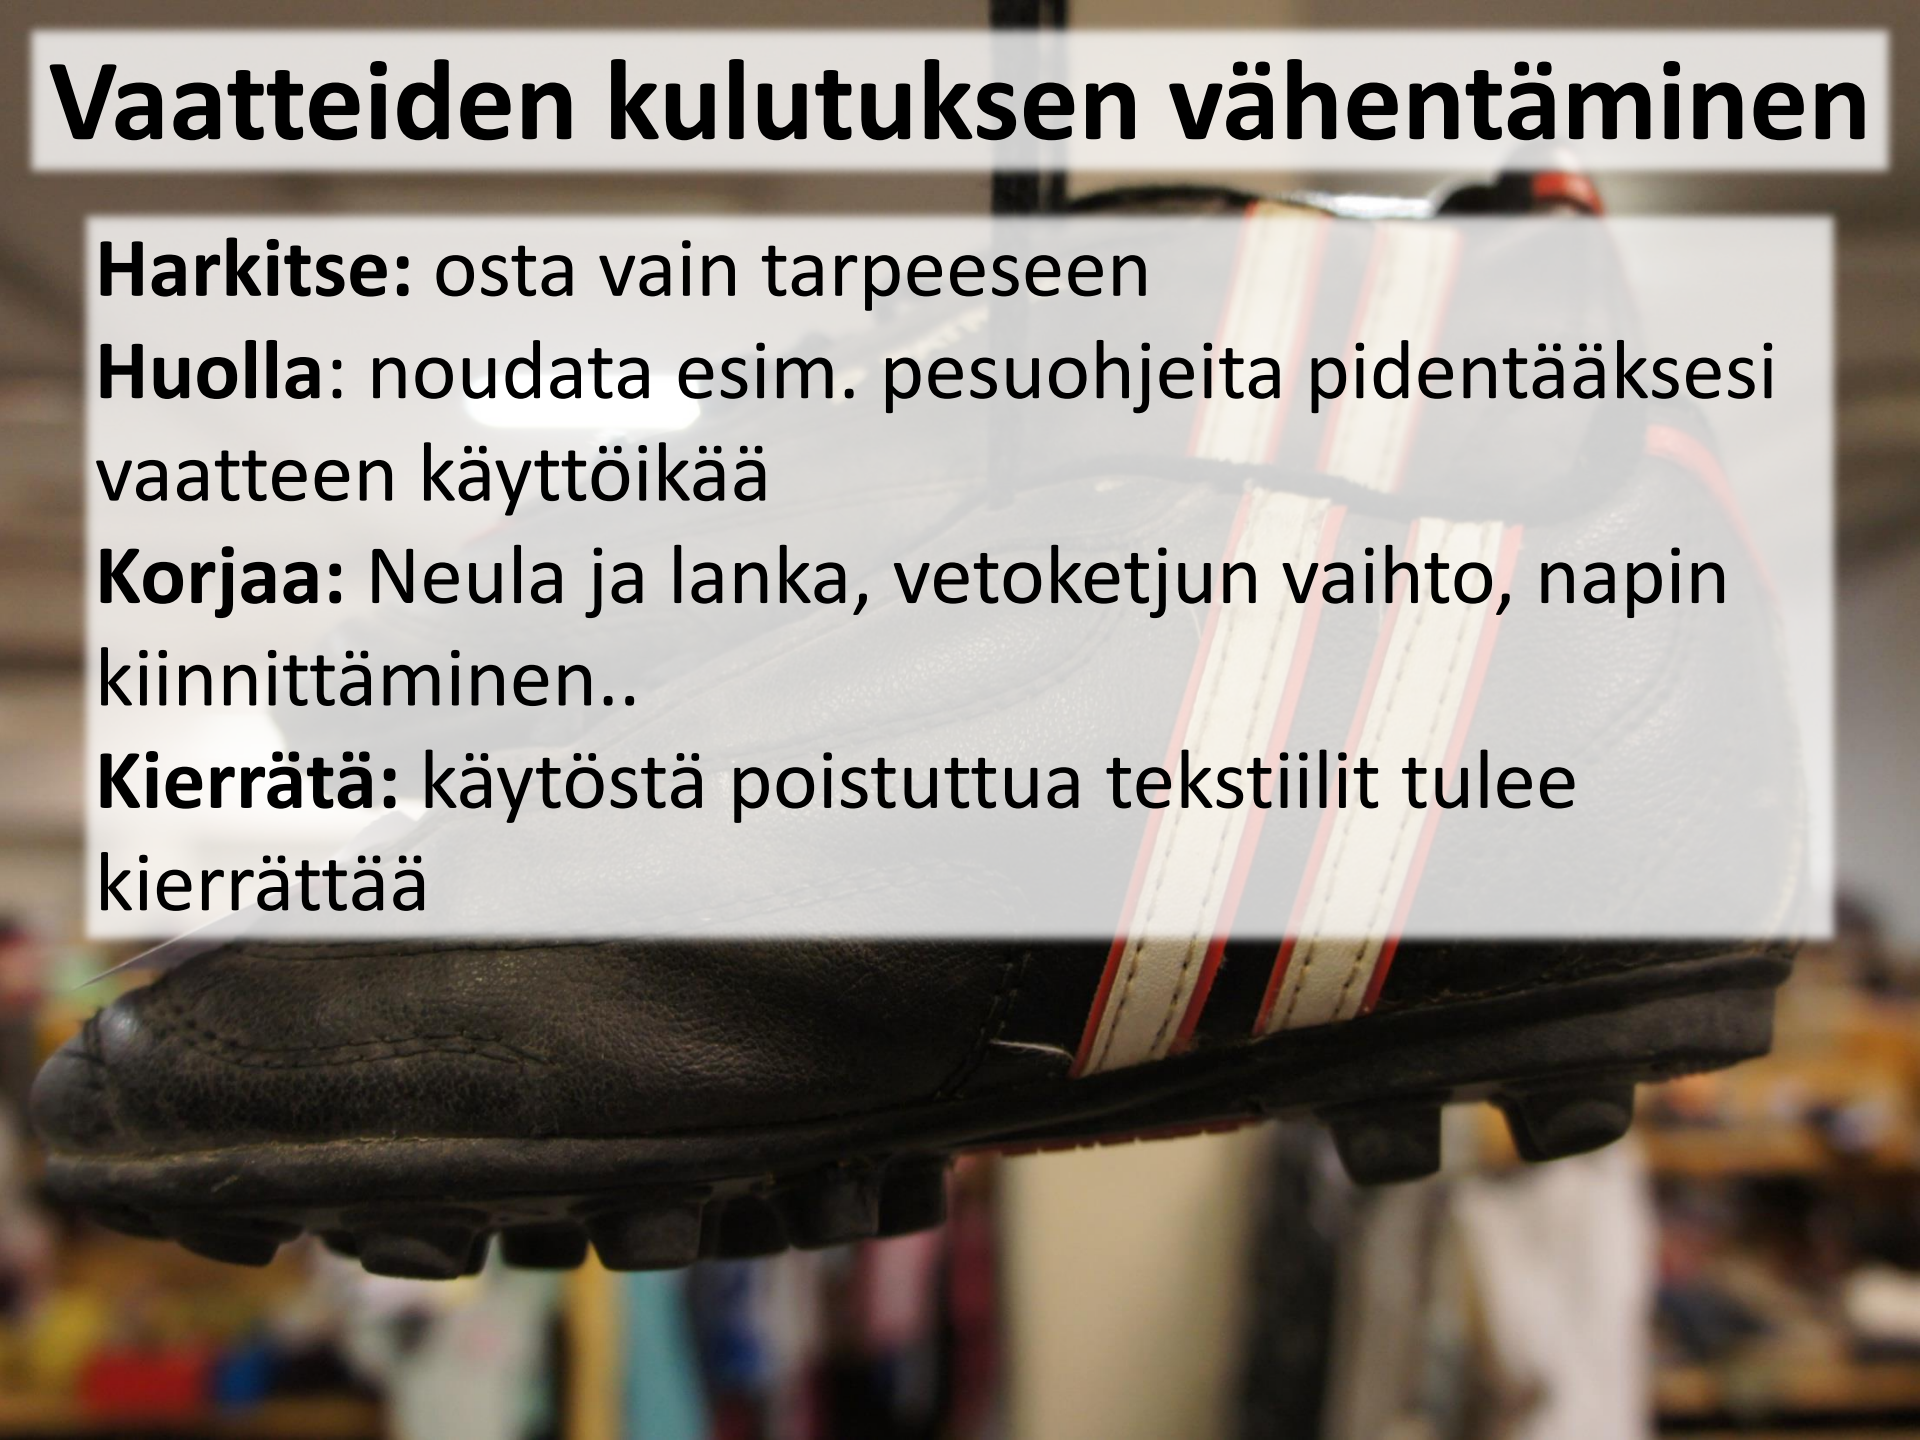 Vaatteiden kulutuksen vähentäminen
Harkitse: osta vain tarpeeseen
Huolla: noudata esim. pesuohjeita pidentääksesi
vaatteen käyttöikää
Korjaa: Neula ja lanka, vetoketjun vaihto, napin
kiinnittäminen..
Kierrätä: käytöstä poistuttua tekstiilit tulee
kierrättää